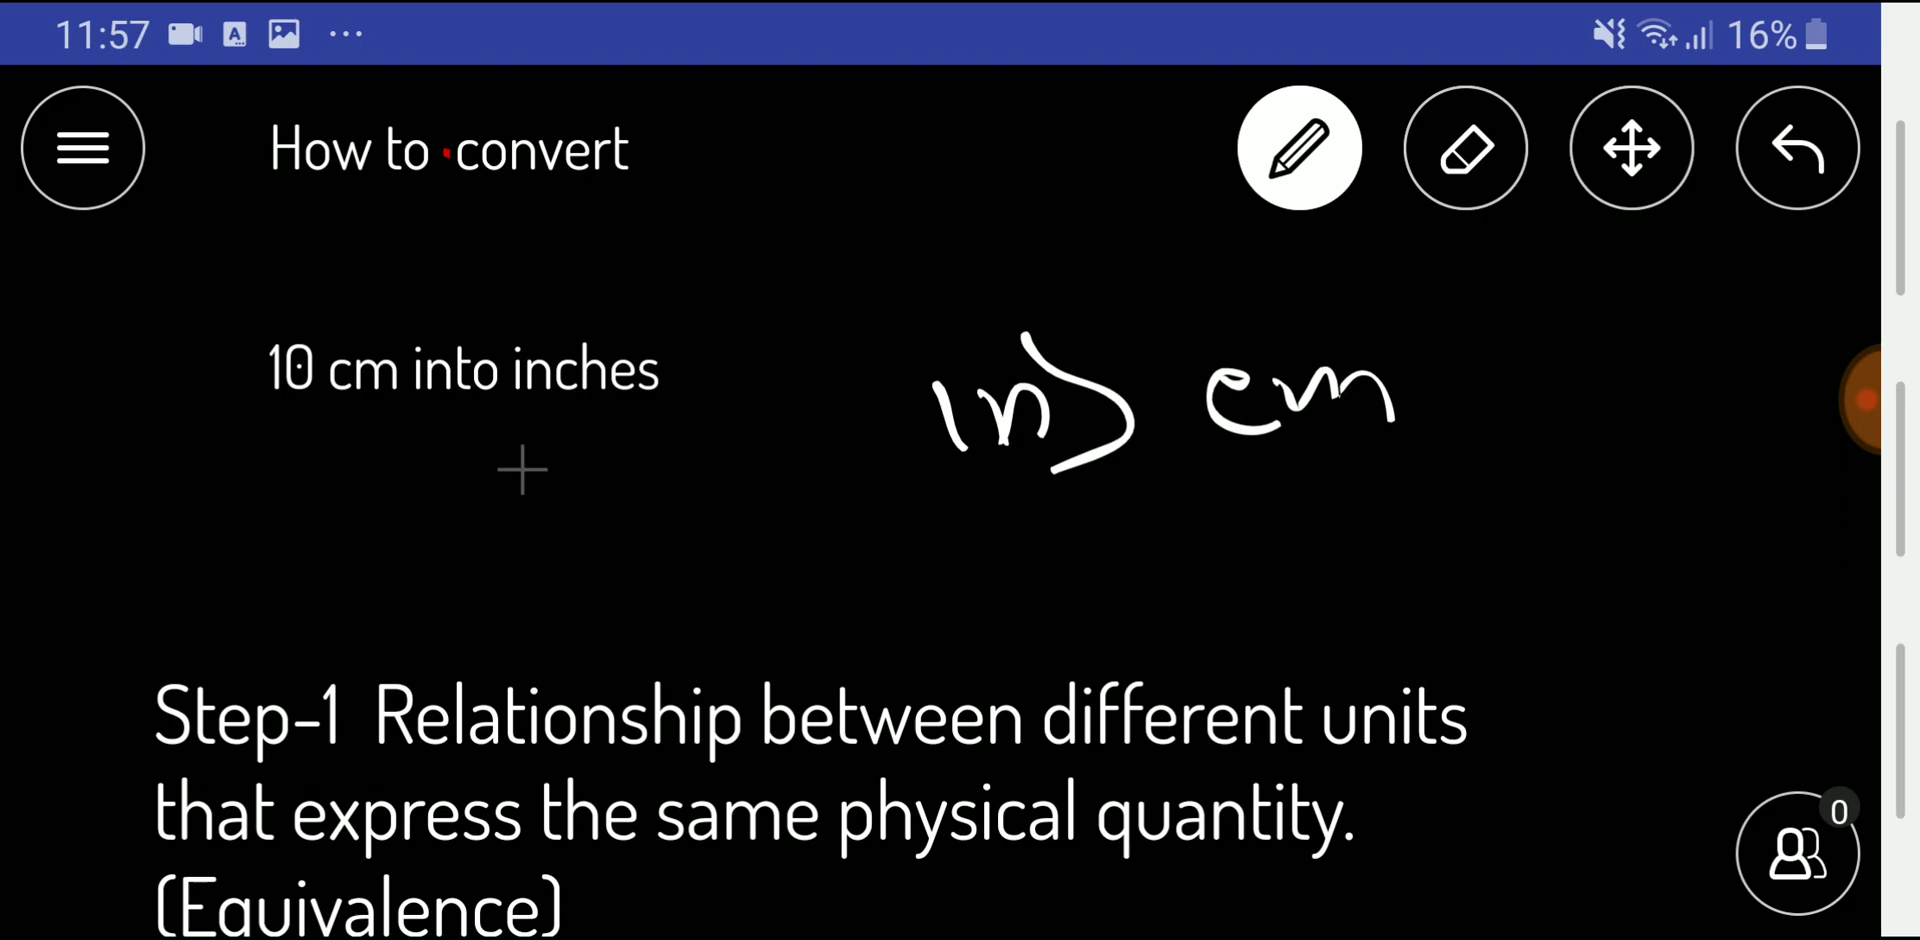 11:57 A ... 16%
How to convert
10 cm into inches
in > cm
Step-1 Relationship between different units
that express the same physical quantity.
(Equivalence)
0